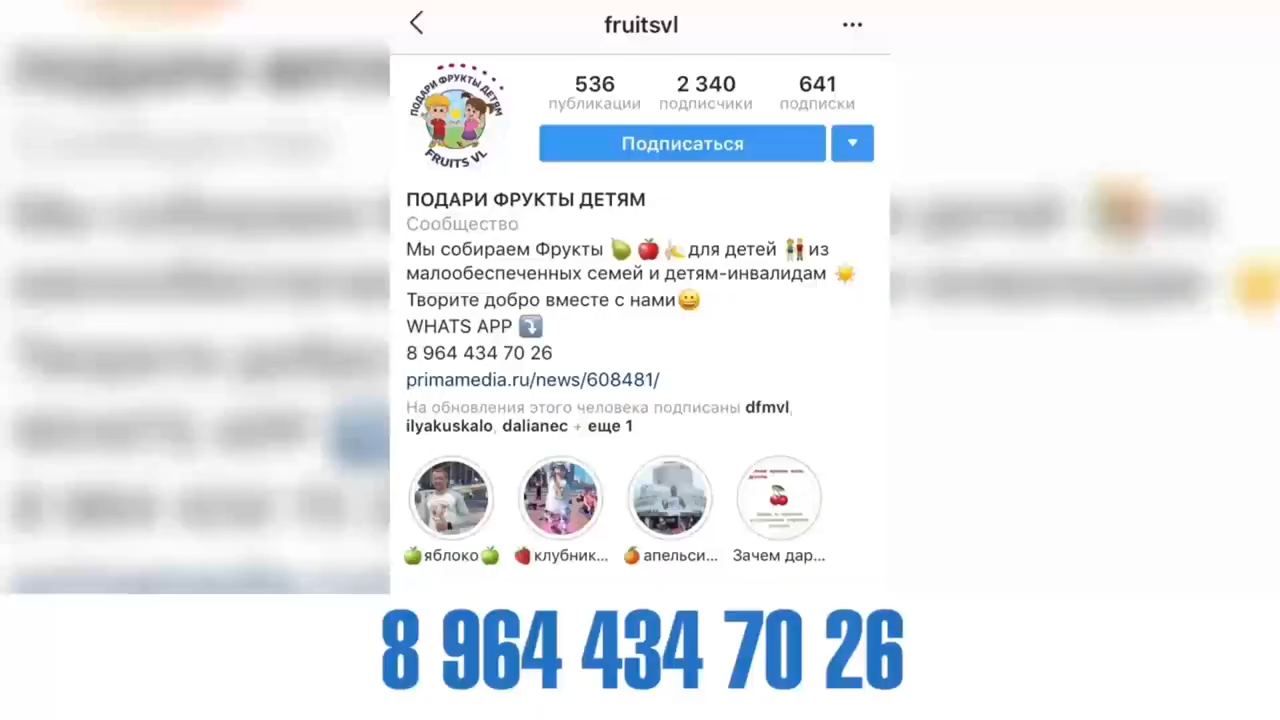 fruitsvl
ПОДАРИ ФРУКТЫ ДЕТЯМ
FRUITS VL
536
публикации
2 340
подписчики
641
подписки
Подписаться
ПОДАРИ ФРУКТЫ ДЕТЯМ
Сообщество
Мы собираем Фрукты 🍐 🍎 🍌 для детей 👫 из
малообеспеченных семей и детям-инвалидам ☀️
Творите добро вместе с нами😀
WHATS APP ⤵️
8 964 434 70 26
primamedia.ru/news/608481/
На обновления этого человека подписаны dfmvl,
ilyakuskalo, dalianec + еще 1
🍏яблоко🍏
🍓клубник...
🍊апельси...
Зачем дар...
8 964 434 70 26